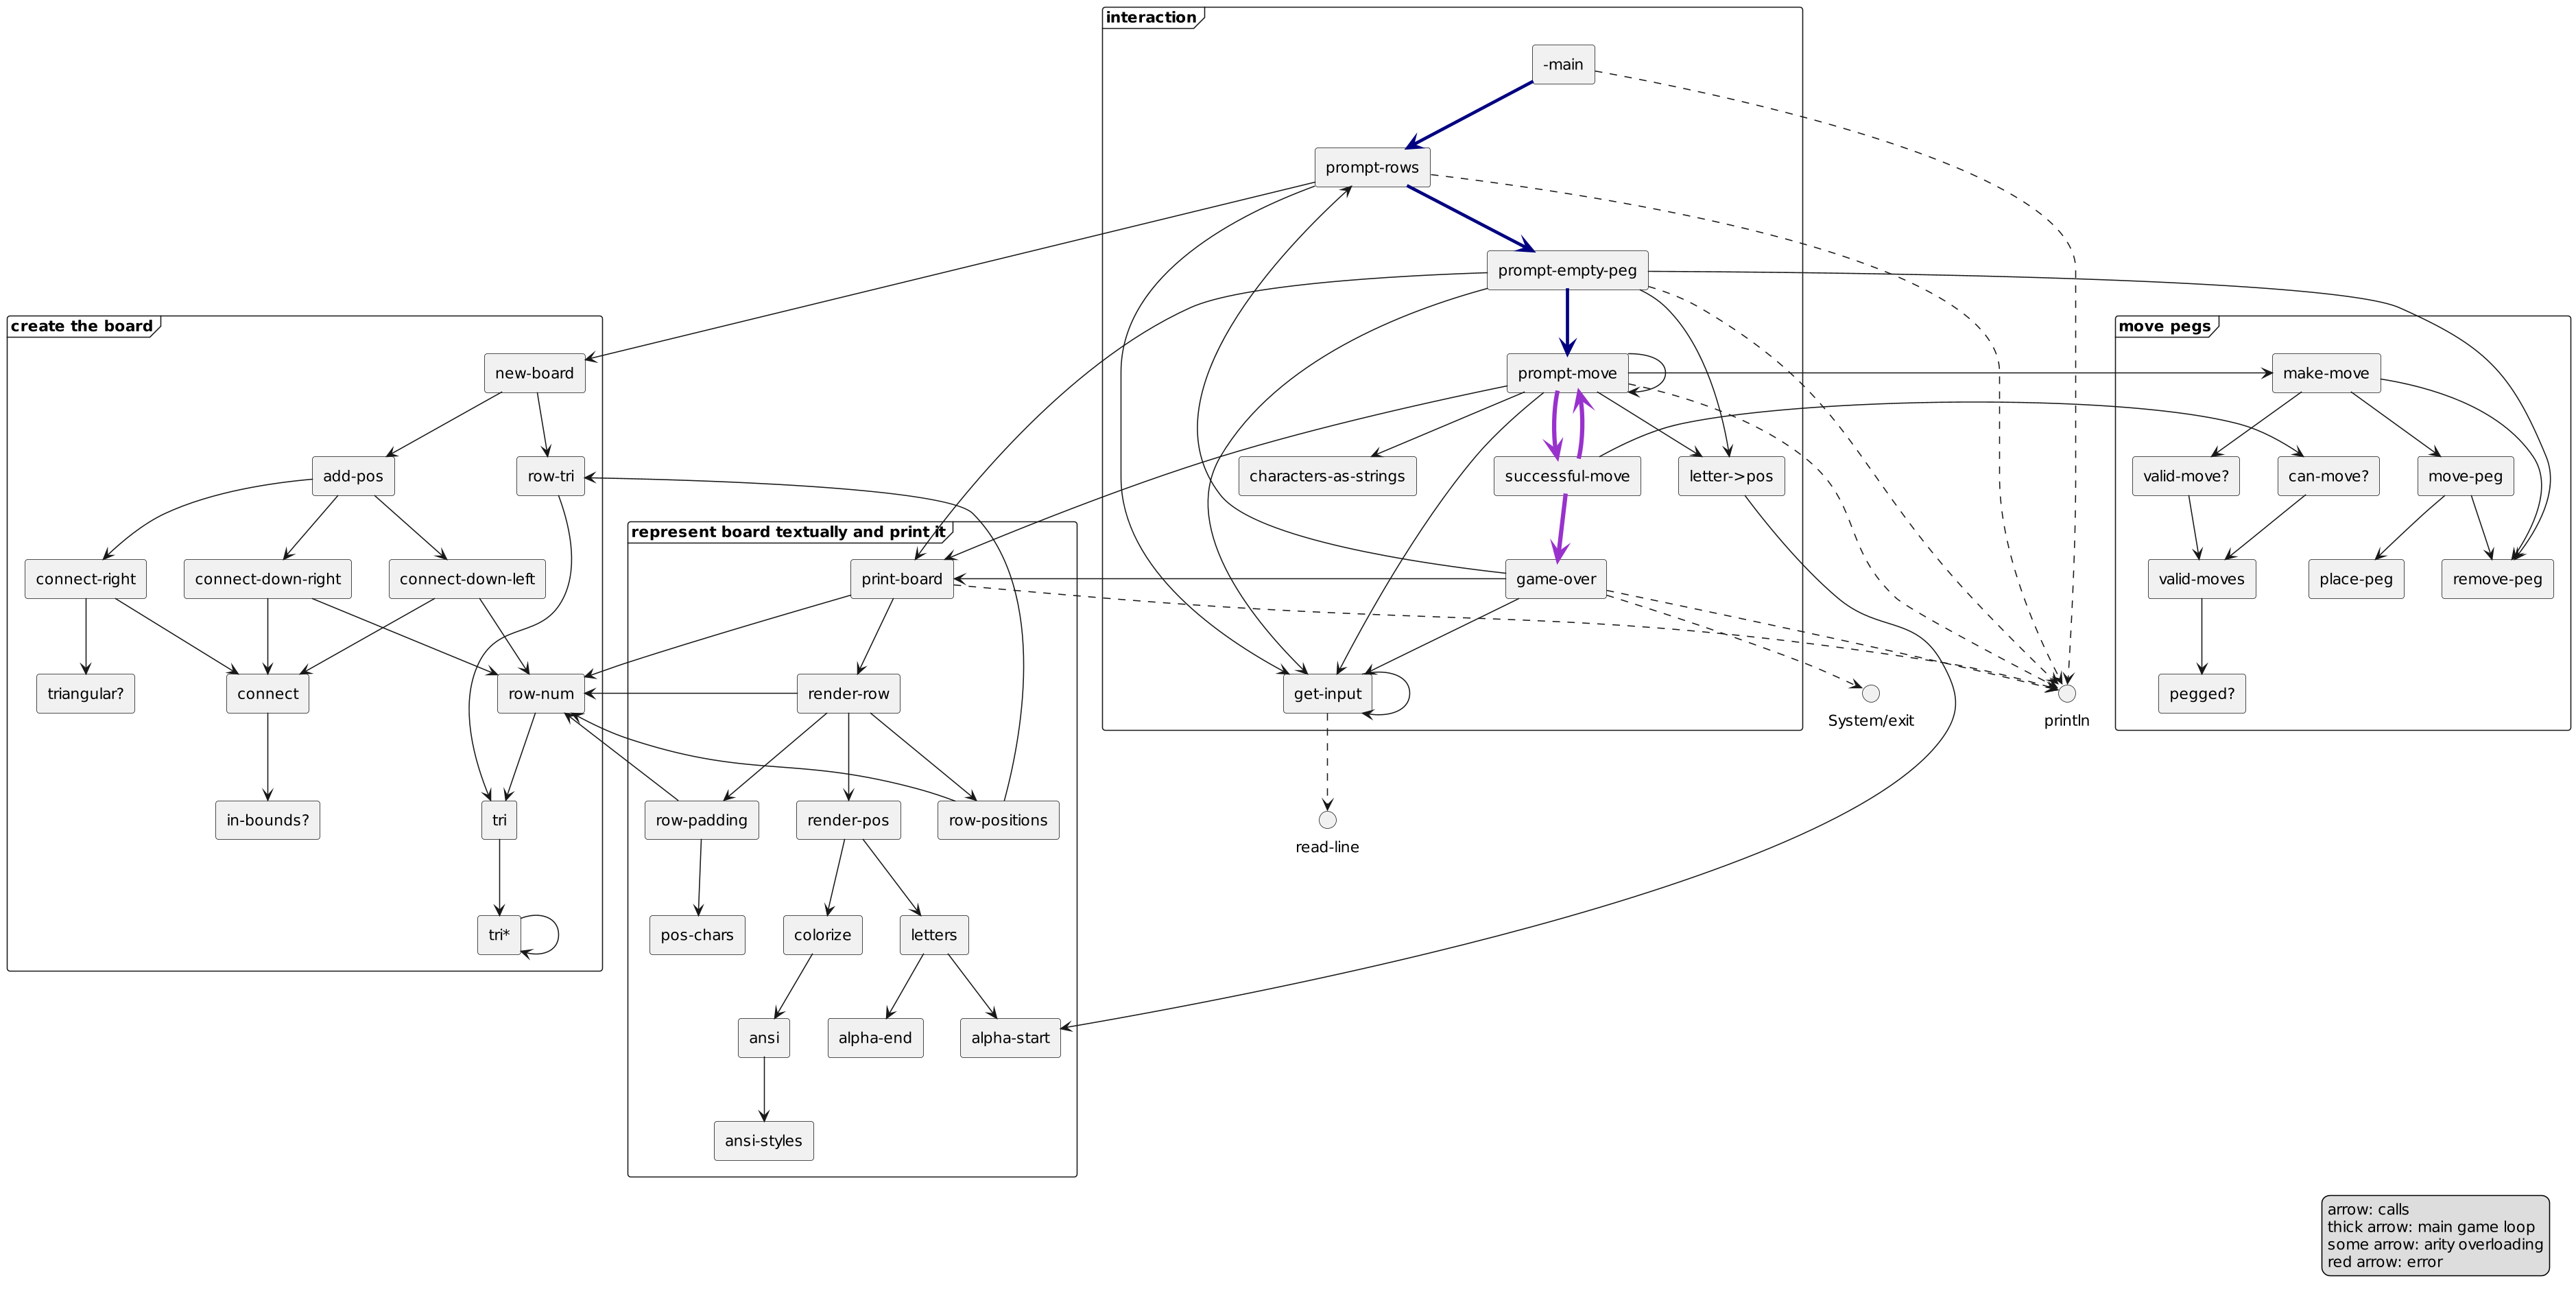 interaction
-main
prompt-rows
prompt-empty-peg
create the board
move pegs
new-board
prompt-move
make-move
add-pos
row-tri
characters-as-strings
successful-move
letter->pos
valid-move?
can-move?
move-peg
represent board textually and print it
connect-right
connect-down-right
connect-down-left
print-board
game-over
valid-moves
place-peg
remove-peg
triangular?
connect
row-num
render-row
get-input
System/exit
println
pegged?
in-bounds?
tri
row-padding
render-pos
row-positions
read-line
tri*
pos-chars
colorize
letters
ansi
alpha-end
alpha-start
ansi-styles
arrow: calls
thick arrow: main game loop
some arrow: arity overloading
red arrow: error